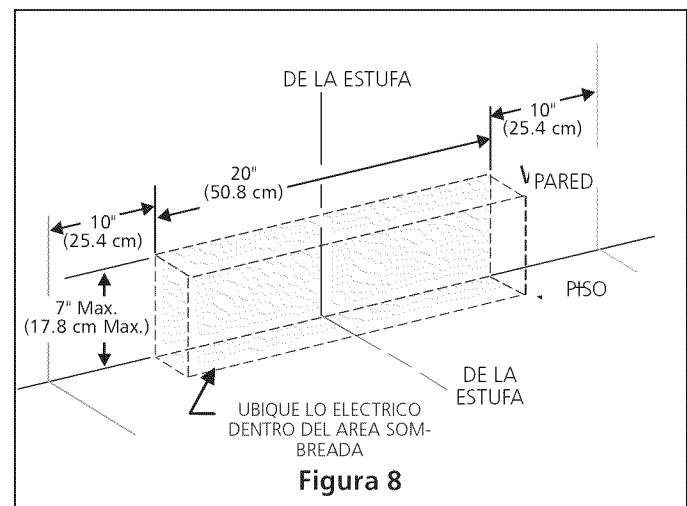 DE LA ESTUFA
10"
(25.4 cm)
20"
(50.8 cm)
PARED
10"
(25.4 cm)
7" Max.
(17.8 cm Max.)
PISO
DE LA
ESTUFA
UBIQUE LO ELECTRICO
DENTRO DEL AREA SOM-
BREADA
Figura 8